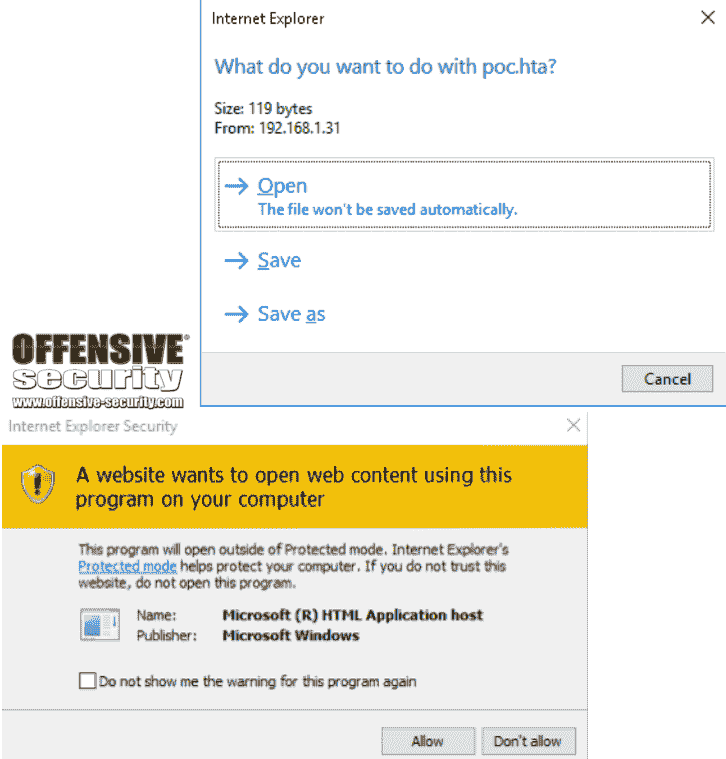 Internet Explorer
What do you want to do with poc.hta?
Size: 119 bytes
From: 192.168.1.31
Open
The file won't be saved automatically.
Save
Save as
Cancel
OFFENSIVE®
security
www.offensive-security.com
Internet Explorer Security
A website wants to open web content using this
program on your computer
This program will open outside of Protected mode. Internet Explorer's
Protected mode helps protect your computer. If you do not trust this
website, do not open this program.
Name: Microsoft (R) HTML Application host
Publisher: Microsoft Windows
Do not show me the warning for this program again
Allow
Don't allow